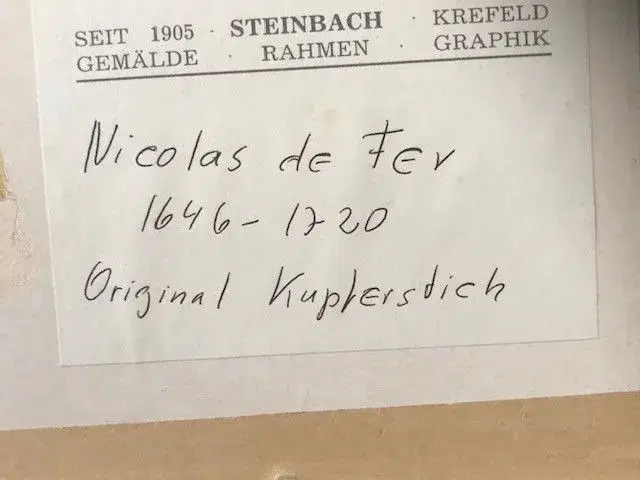 SEIT 1905 · STEINBACH · KREFELD
GEMÄLDE · RAHMEN · GRAPHIK
Nicolas de Fer
1646 - 1720
Original Kupferstich